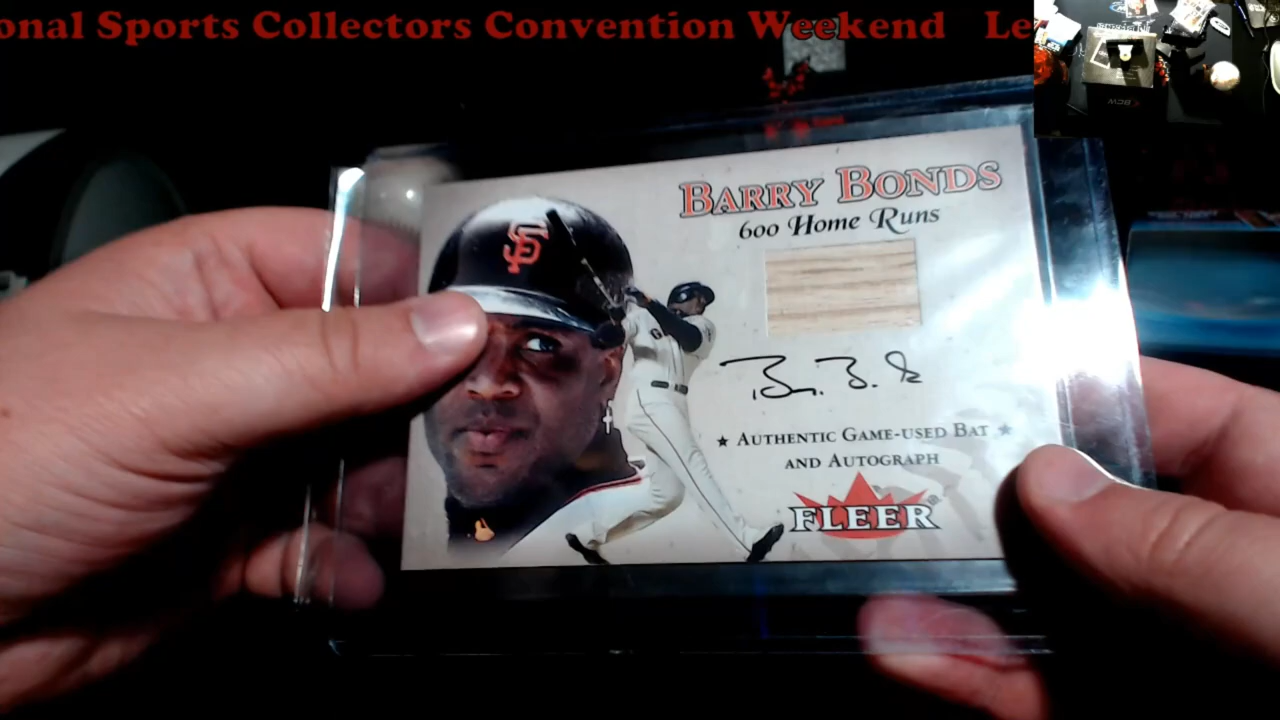 onal Sports Collectors Convention Weekend Le
BCW
SF
BARRY BONDS
600 Home Runs
★ AUTHENTIC GAME-USED BAT ★
AND AUTOGRAPH
FLEER